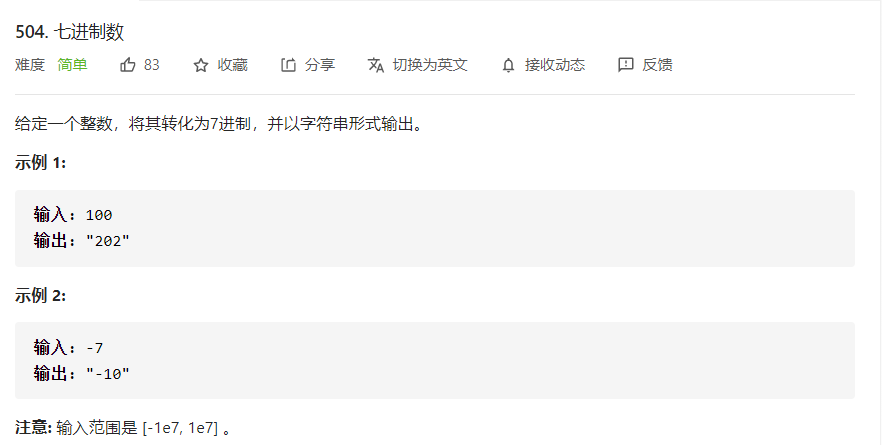 504. 七进制数
难度 简单 83 收藏 分享 切换为英文 接收动态 反馈
给定一个整数，将其转化为7进制，并以字符串形式输出。
示例 1:
输入: 100
输出: "202"
示例 2:
输入: -7
输出: "-10"
注意: 输入范围是 [-1e7, 1e7] 。